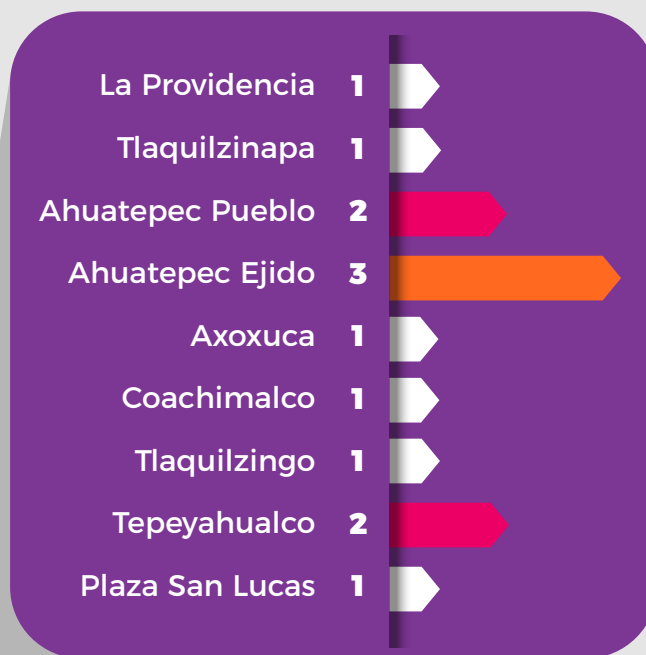 La Providencia 1
Tlaquilzinapa 1
Ahuatepec Pueblo 2
Ahuatepec Ejido 3
Axoxuca 1
Coachimalco 1
Tlaquilzingo 1
Tepeyahualco 2
Plaza San Lucas 1